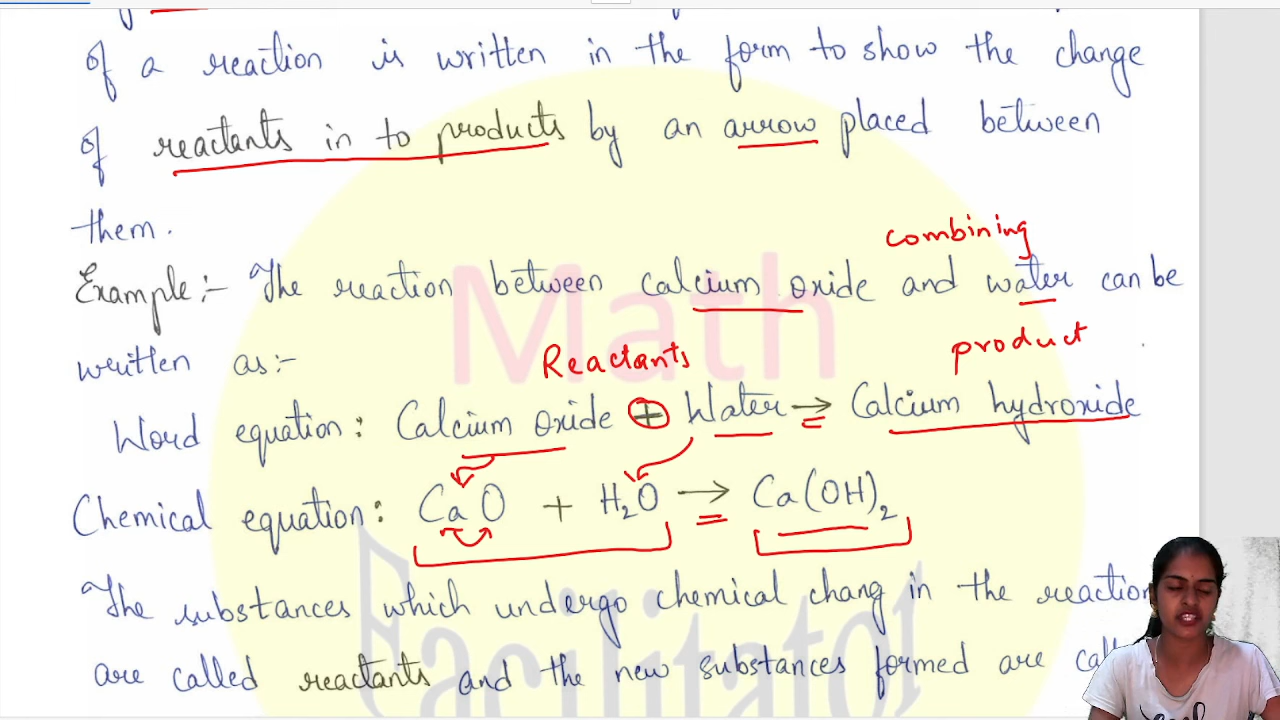 of a reaction is written in the form to show the change
of reactants in to products by an arrow placed between
them.
combining
Example:- The reaction between calcium oxide and water can be
written as:-
Reactants
product
Word equation: Calcium oxide + Water → Calcium hydroxide
Chemical equation: CaO + H₂O → Ca(OH)₂
The substances which undergo chemical chang in the reaction
are called reactants and the new substances formed are
Math
Facilitator